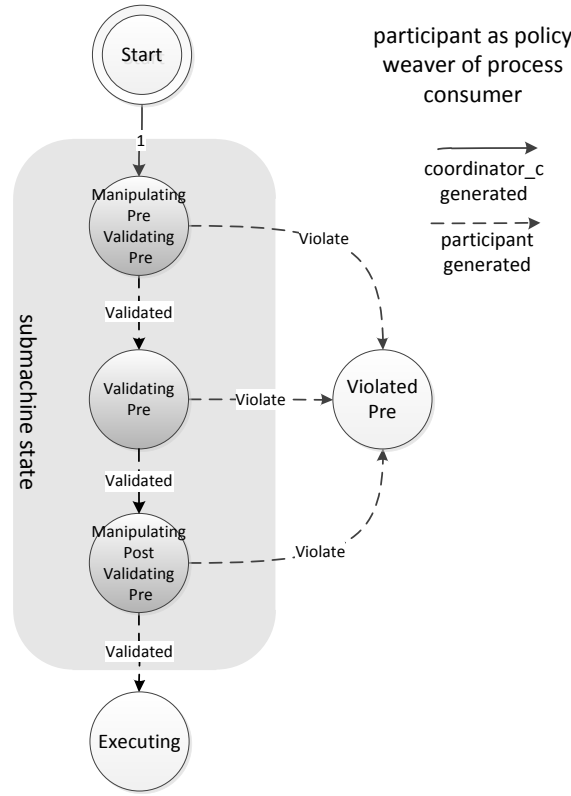 Start
participant as policy
weaver of process
consumer
1
coordinator_c
generated
participant
generated
Manipulating
Pre
Validating
Pre
Violate
Validated
submachine state
Validating
Pre
Violate
Violated
Pre
Validated
Manipulating
Post
Validating
Pre
Violate
Validated
Executing